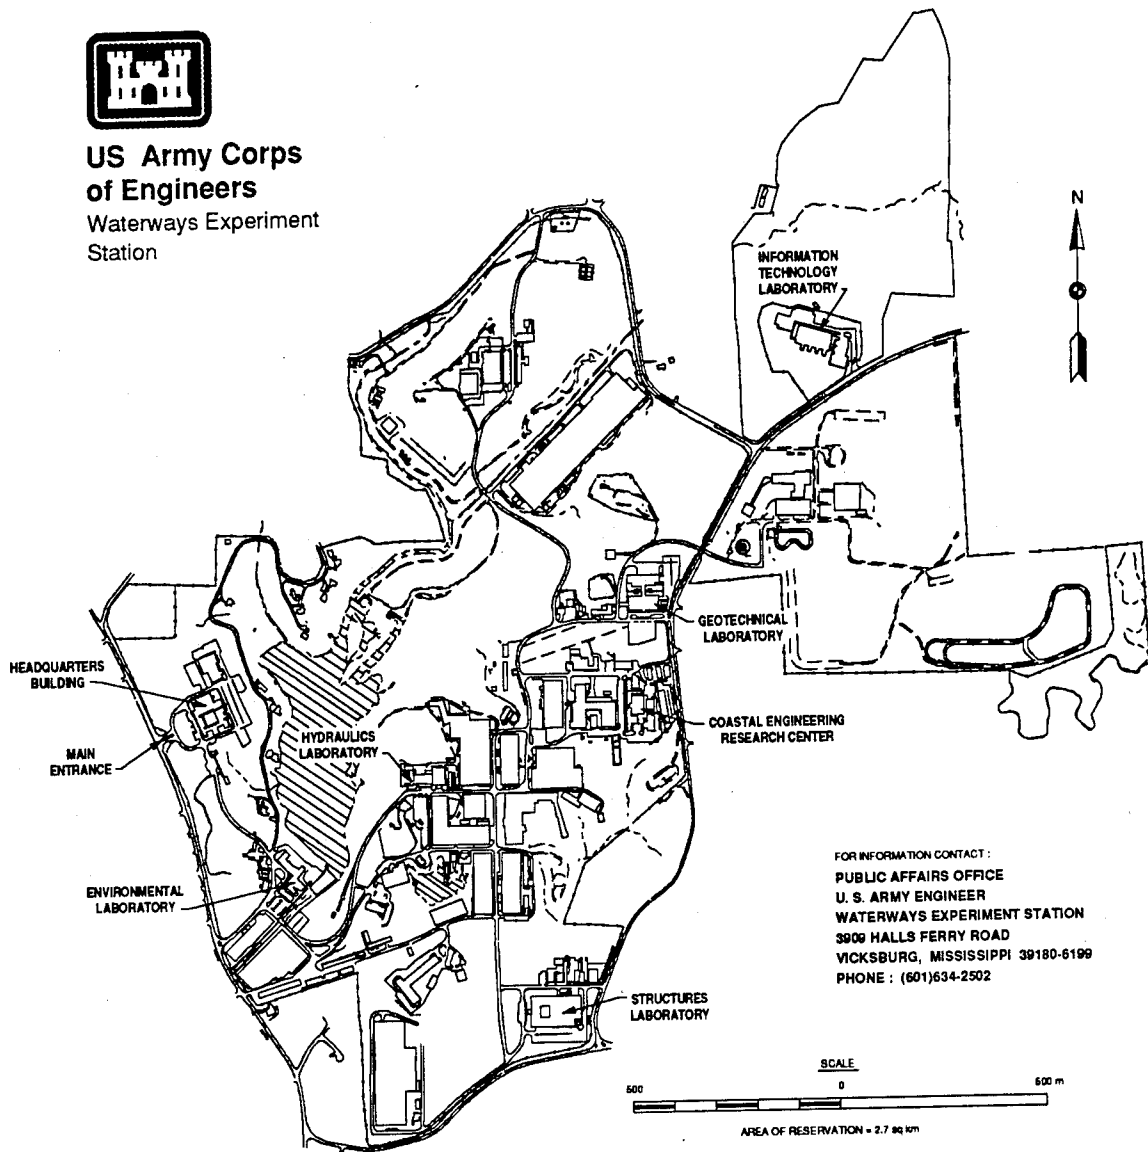 US Army Corps
of Engineers
Waterways Experiment
Station
N
INFORMATION
TECHNOLOGY
LABORATORY
GEOTECHNICAL
LABORATORY
HEADQUARTERS
BUILDING
MAIN
ENTRANCE
HYDRAULICS
LABORATORY
COASTAL ENGINEERING
RESEARCH CENTER
ENVIRONMENTAL
LABORATORY
STRUCTURES
LABORATORY
FOR INFORMATION CONTACT :
PUBLIC AFFAIRS OFFICE
U. S. ARMY ENGINEER
WATERWAYS EXPERIMENT STATION
3909 HALLS FERRY ROAD
VICKSBURG, MISSISSIPPI 39180-6199
PHONE : (601)634-2502
SCALE
500 0 500 m
AREA OF RESERVATION = 2.7 sq km